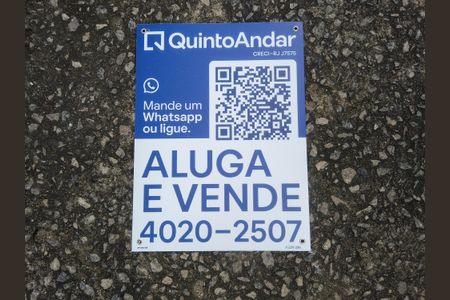 QuintoAndar
CRECI-RJ J7575
Mande um
Whatsapp
ou ligue.
ALUGA
E VENDE
4020-2507